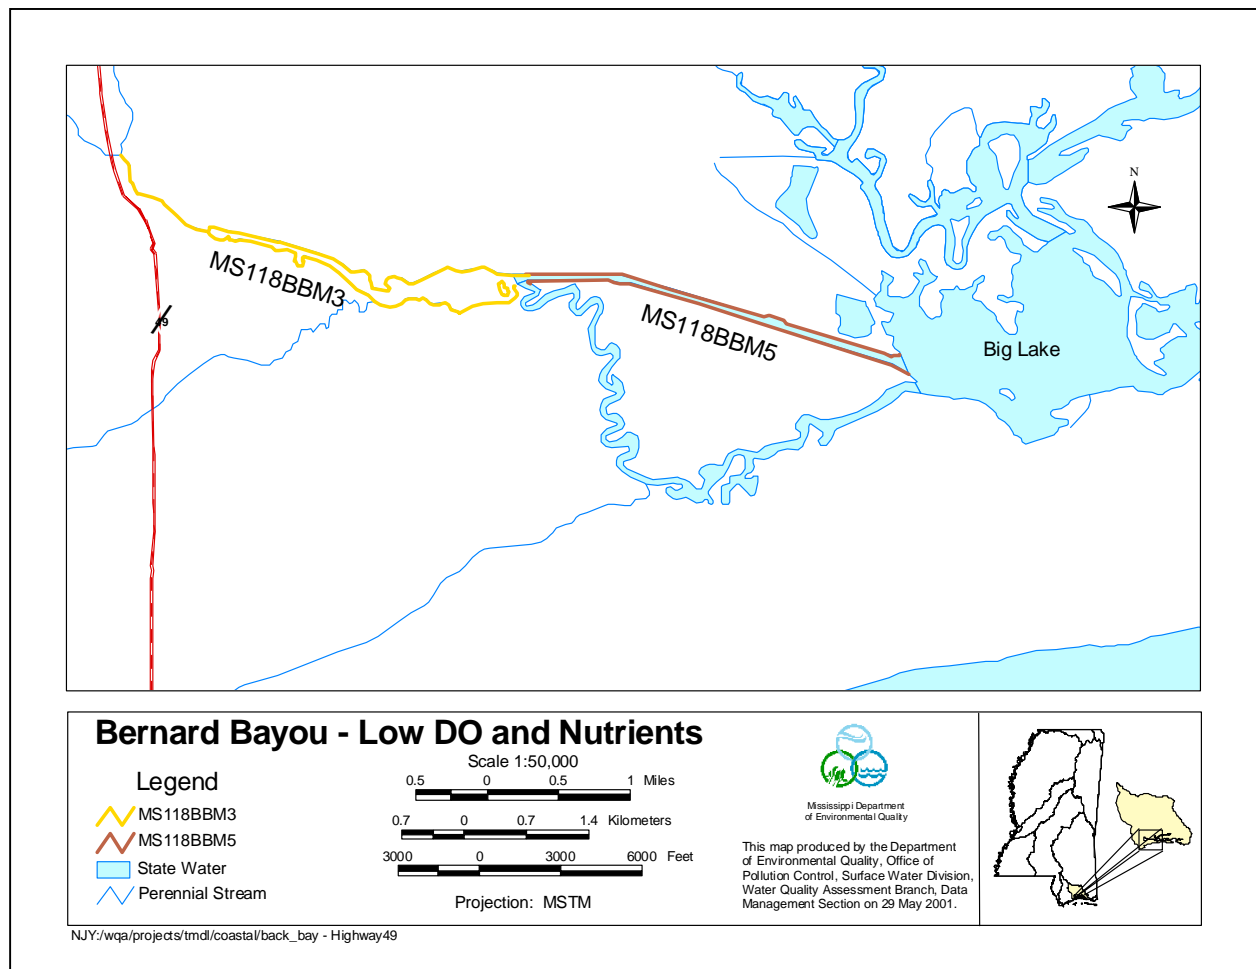 N
MS118BBM3
MS118BBM5
49
Big Lake
Bernard Bayou - Low DO and Nutrients
Scale 1:50,000
0.5 0 0.5 1 Miles
0.7 0 0.7 1.4 Kilometers
3000 0 3000 6000 Feet
Projection: MSTM
Legend
MS118BBM3
MS118BBM5
State Water
Perennial Stream
Mississippi Department
of Environmental Quality
This map produced by the Department
of Environmental Quality, Office of
Pollution Control, Surface Water Division,
Water Quality Assessment Branch, Data
Management Section on 29 May 2001.
NJY:/wqa/projects/tmdl/coastal/back_bay - Highway49